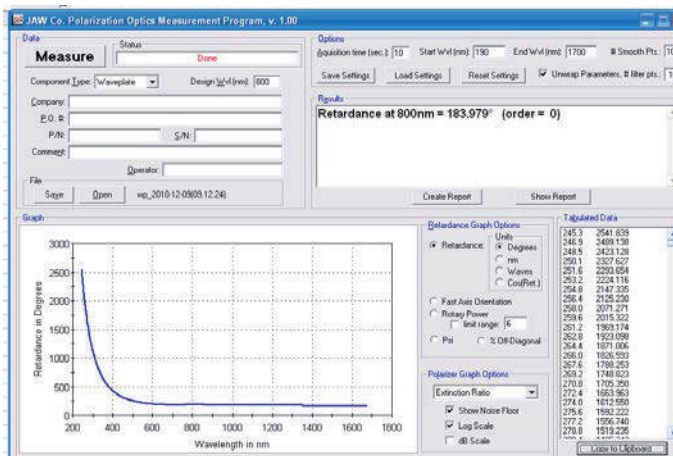 JAW Co. Polarization Optics Measurement Program, v. 1.00
Data
Measure
Status
Done
Component Type: Waveplate
Design Wvl(nm): 800
Company:
P.O. #:
P/N:
S/N:
Comment:
Operator:
File
Save
Open
wp_2010-12-09(09.12.24)
Options
Aquisition time (sec.): 10
Start Wvl (nm): 190
End Wvl (nm): 1700
# Smooth Pts.:
Save Settings
Load Settings
Reset Settings
Unwrap Parameters, # filter pts.:
Results
Retardance at 800nm = 183.979° (order = 0)
Create Report
Show Report
Graph
3000
2500
2000
1500
1000
500
0
200 400 600 800 1000 1200 1400 1600 1800
Retardance in Degrees
Wavelength in nm
Retardance Graph Options
Retardance:
Units
Degrees
nm
Waves
Cos(Ret.)
Fast Axis Orientation
Rotary Power
limit range: 6
Psi
% Off-Diagonal
Polarizer Graph Options
Extinction Ratio
Show Noise Floor
Log Scale
dB Scale
Tabulated Data
245.3 2541.839
246.9
248.5 2423.128
250.1 2327.627
251.6 2293.654
253.2 2224.116
254.8 2147.335
256.4 2125.230
258.0 2071.271
259.6 2015.322
261.2 1969.174
262.8 1923.098
264.4 1871.006
266.0 1826.593
267.6 1788.253
269.2 1748.823
270.8 1705.350
272.4 1663.963
274.0 1612.550
275.6 1592.222
277.2 1556.740
278.8 1519.235
Copy to Clipboard